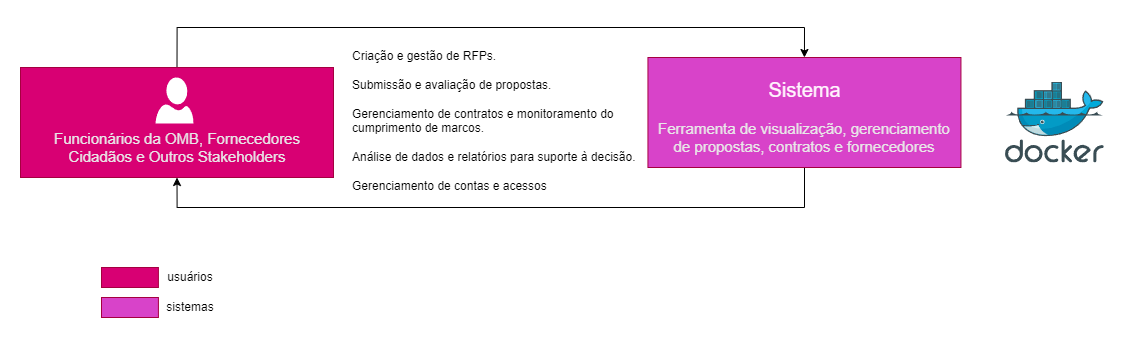 Criação e gestão de RFPs.
Submissão e avaliação de propostas.
Gerenciamento de contratos e monitoramento do
cumprimento de marcos.
Análise de dados e relatórios para suporte à decisão.
Gerenciamento de contas e acessos
Funcionários da OMB, Fornecedores
Cidadãos e Outros Stakeholders
Sistema
Ferramenta de visualização, gerenciamento
de propostas, contratos e fornecedores
docker
usuários
sistemas